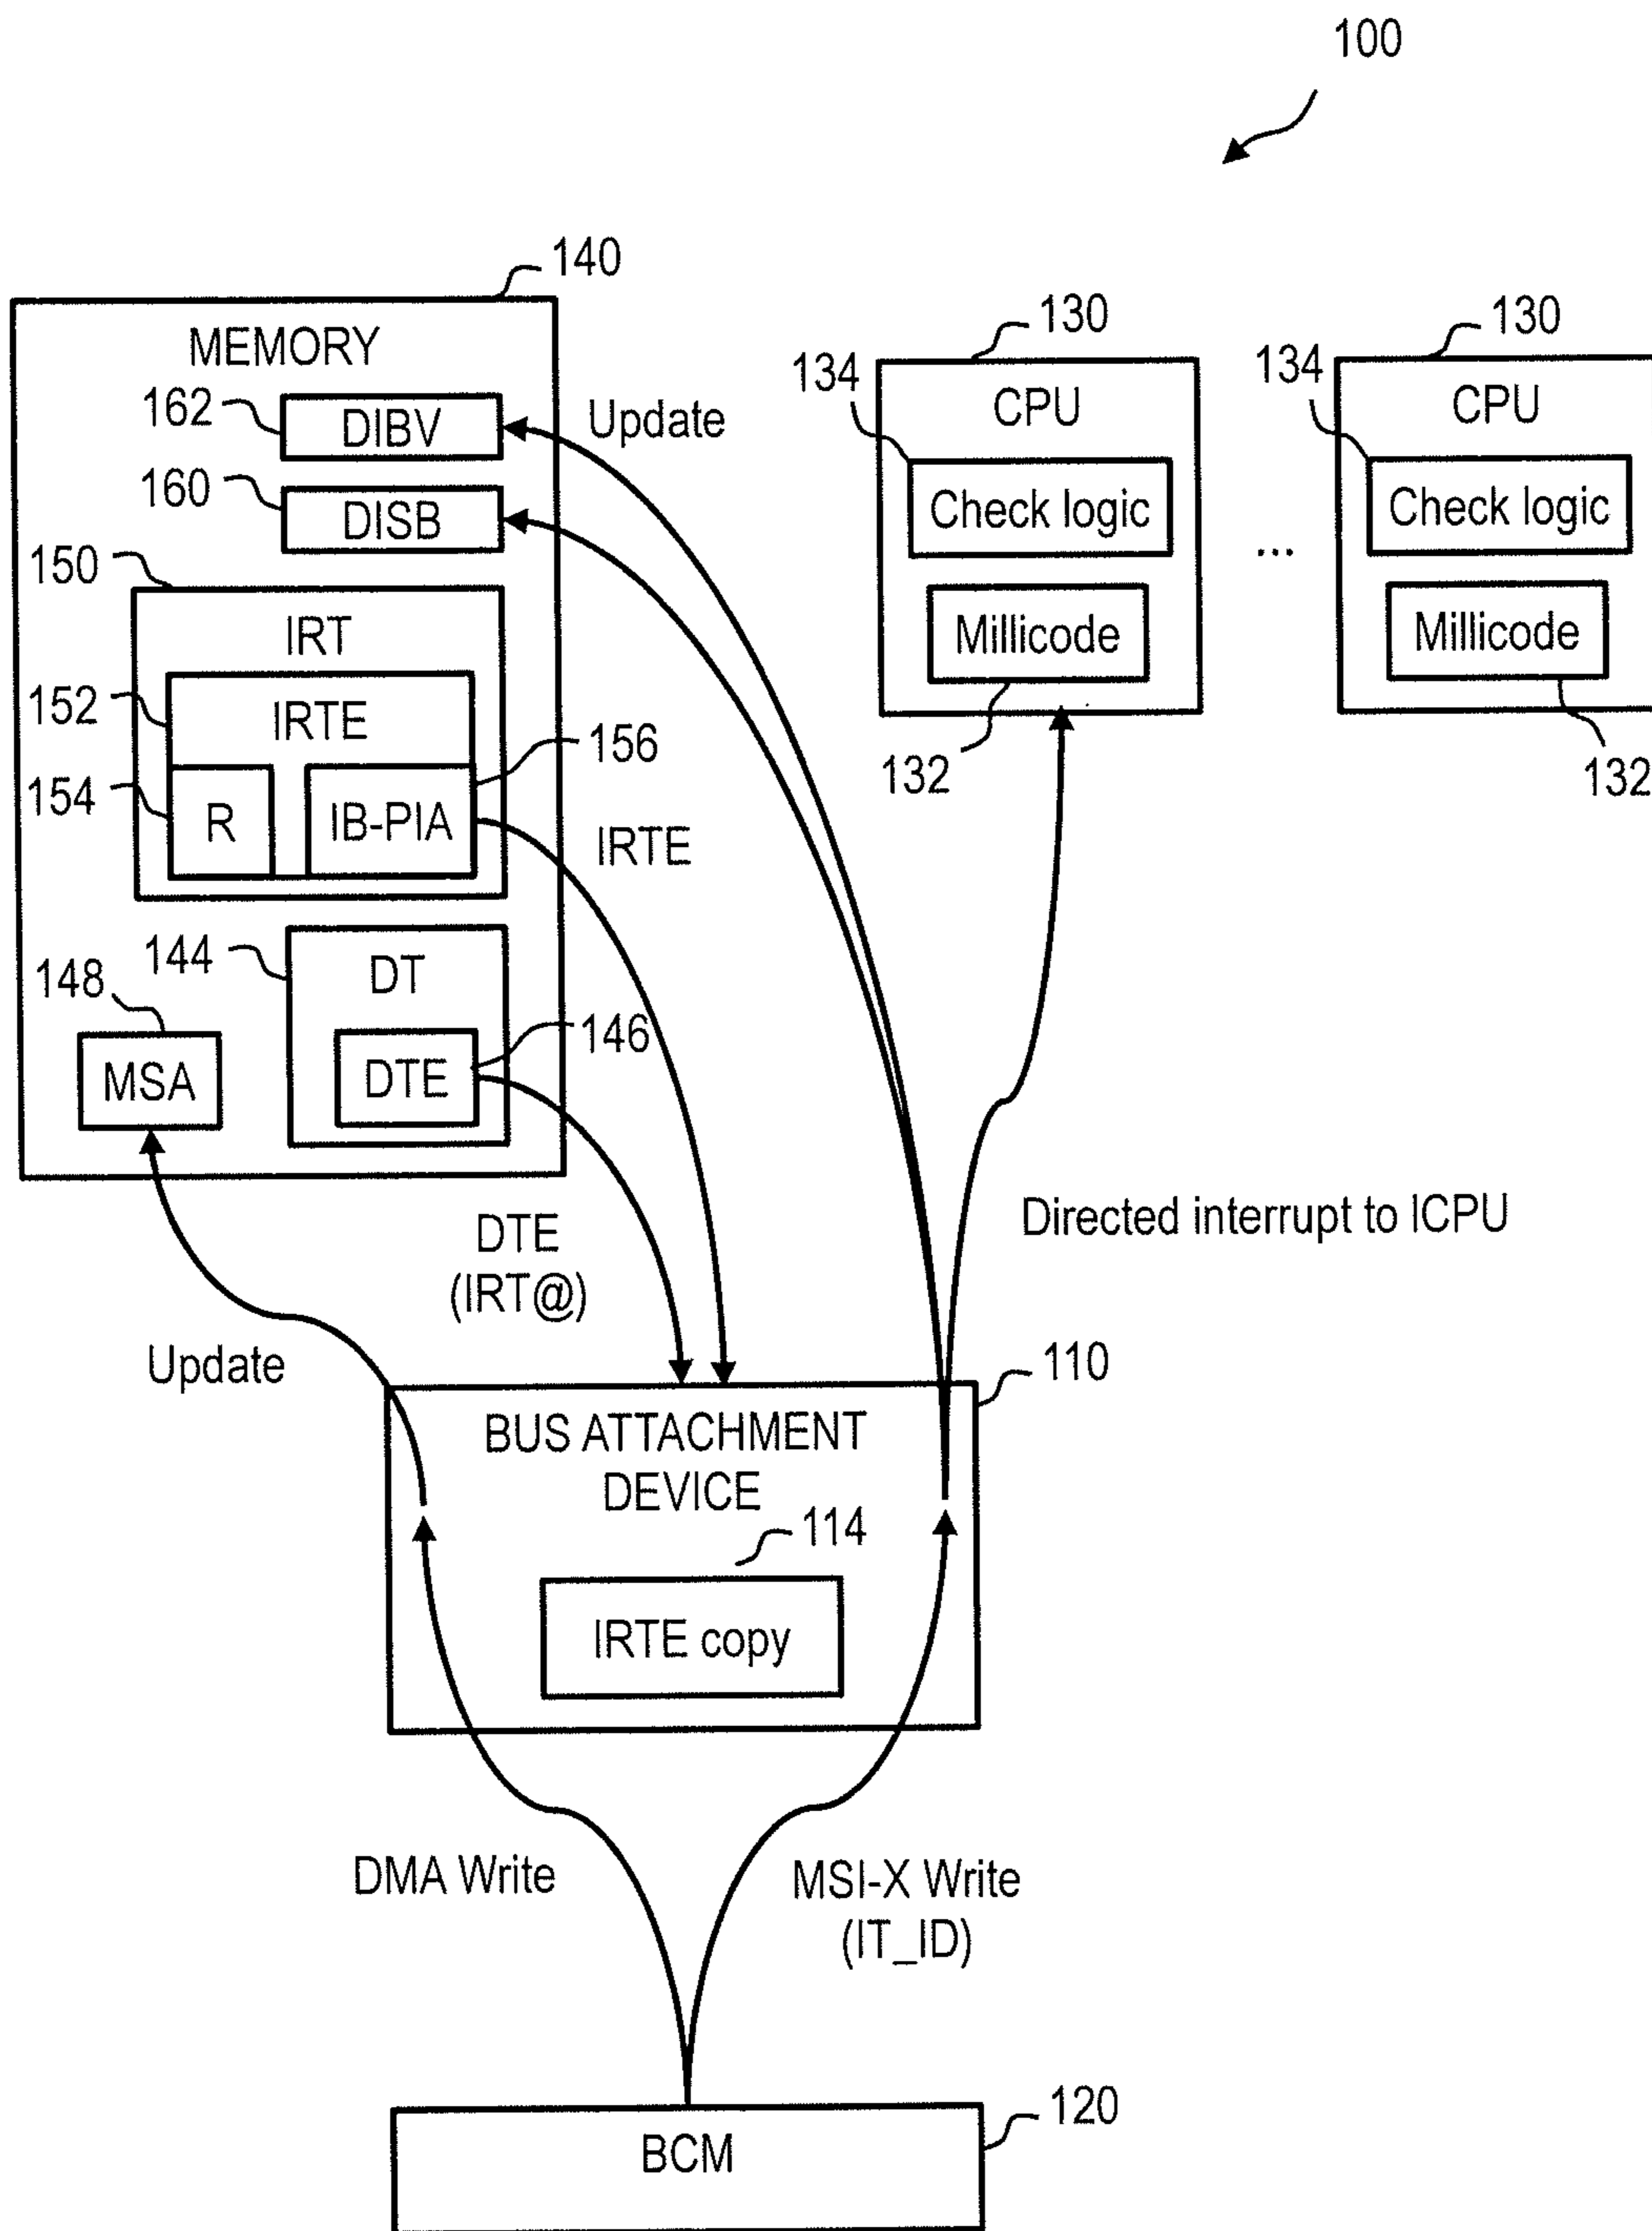 100
140
MEMORY
162
DIBV
Update
160
DISB
150
IRT
152
IRTE
156
154
R
IB-PIA
IRTE
144
DT
148
146
MSA
DTE
130
134
CPU
Check logic
Millicode
132
...
130
134
CPU
Check logic
Millicode
132
DTE
(IRT@)
Directed interrupt to ICPU
Update
110
BUS ATTACHMENT
DEVICE
114
IRTE copy
DMA Write
MSI-X Write
(IT_ID)
120
BCM